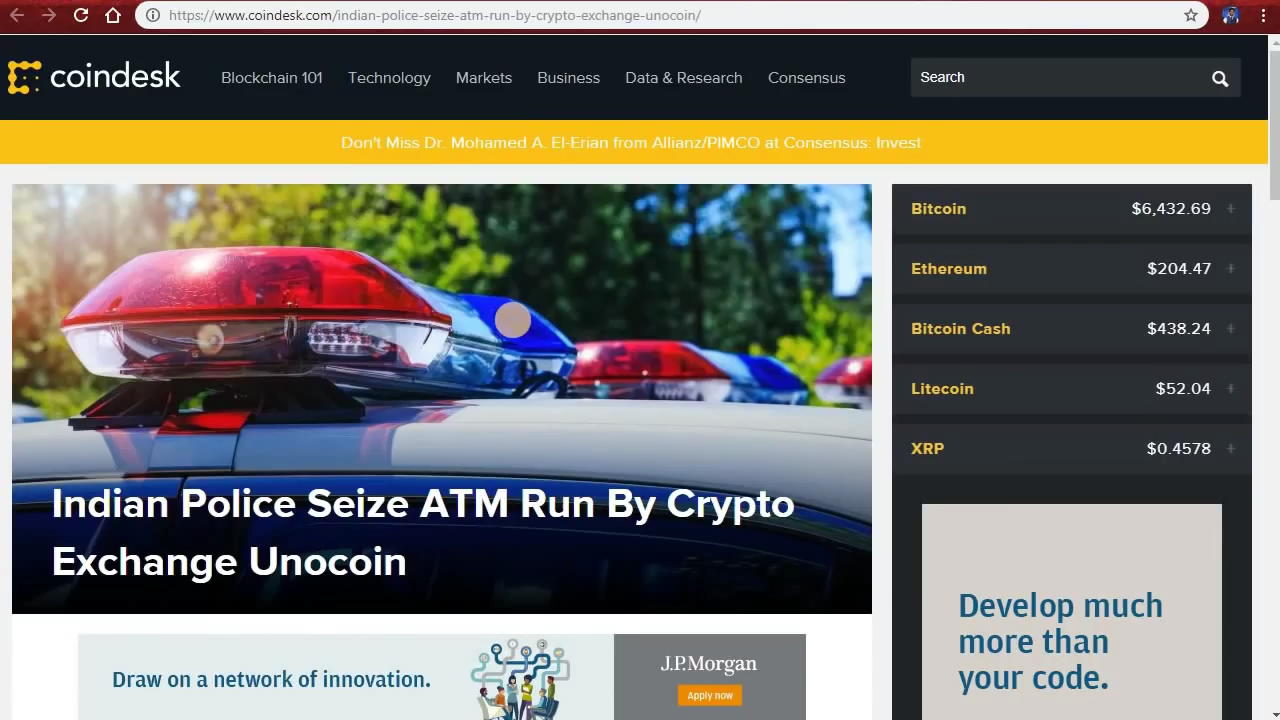 https://www.coindesk.com/indian-police-seize-atm-run-by-crypto-exchange-unocoin/
coindesk
Blockchain 101
Technology
Markets
Business
Data & Research
Consensus
Search
Don't Miss Dr. Mohamed A. El-Erian from Allianz/PIMCO at Consensus: Invest
Indian Police Seize ATM Run By Crypto
Exchange Unocoin
Bitcoin $6,432.69 +
Ethereum $204.47 +
Bitcoin Cash $438.24 +
Litecoin $52.04 +
XRP $0.4578 +
Draw on a network of innovation.
J.P.Morgan
Apply now
Develop much
more than
your code.